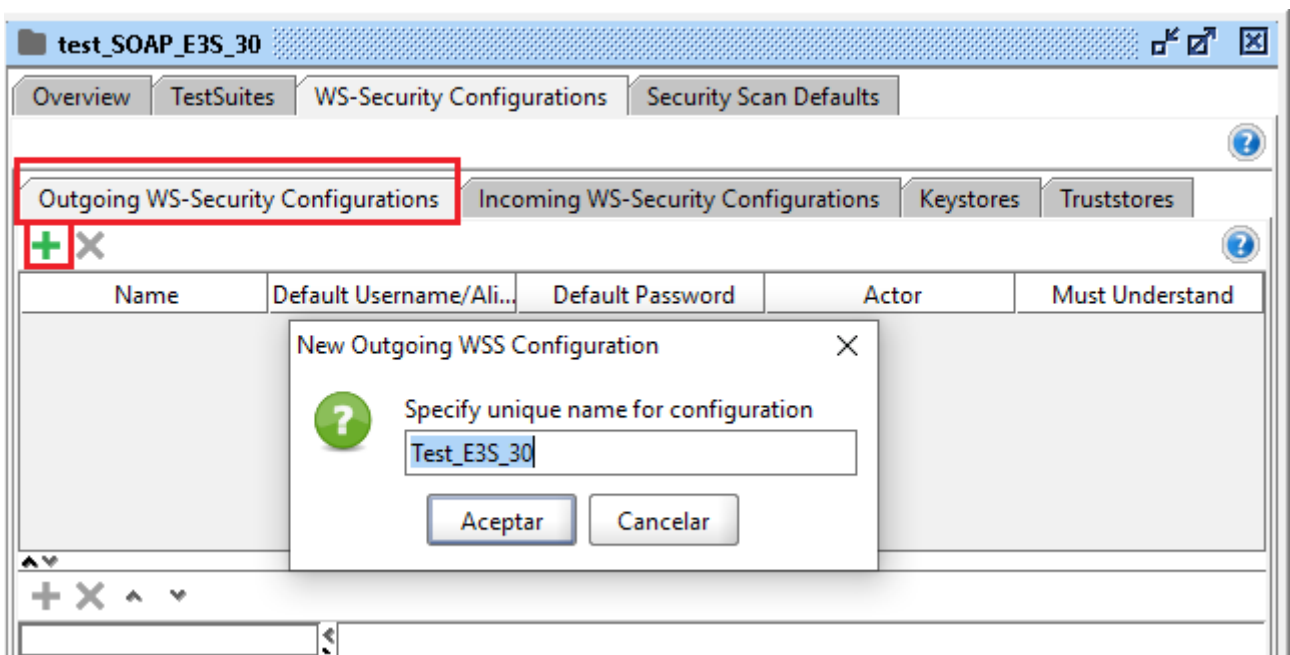 test_SOAP_E3S_30
Overview TestSuites WS-Security Configurations Security Scan Defaults
Outgoing WS-Security Configurations Incoming WS-Security Configurations Keystores Truststores
Name Default Username/Ali... Default Password Actor Must Understand
New Outgoing WSS Configuration
Specify unique name for configuration
Test_E3S_30
Aceptar Cancelar